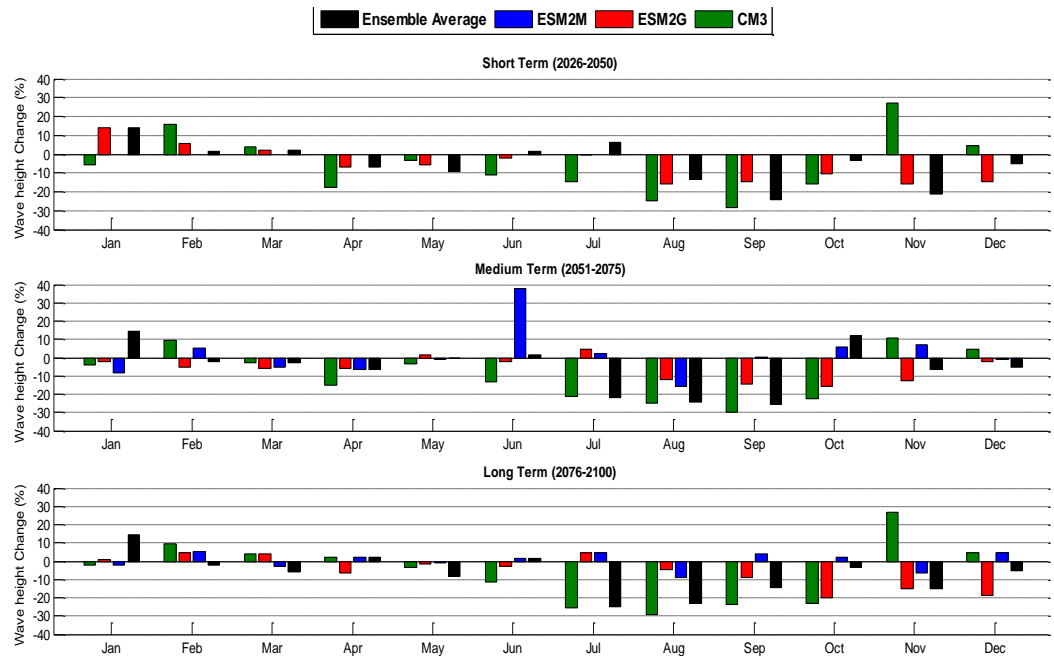 Ensemble Average ESM2M ESM2G CM3
Short Term (2026-2050)
Wave height Change (%)
40
30
20
10
0
-10
-20
-30
-40
Jan Feb Mar Apr May Jun Jul Aug Sep Oct Nov Dec
Medium Term (2051-2075)
Wave height Change (%)
40
30
20
10
0
-10
-20
-30
-40
Jan Feb Mar Apr May Jun Jul Aug Sep Oct Nov Dec
Long Term (2076-2100)
Wave height Change (%)
40
30
20
10
0
-10
-20
-30
-40
Jan Feb Mar Apr May Jun Jul Aug Sep Oct Nov Dec